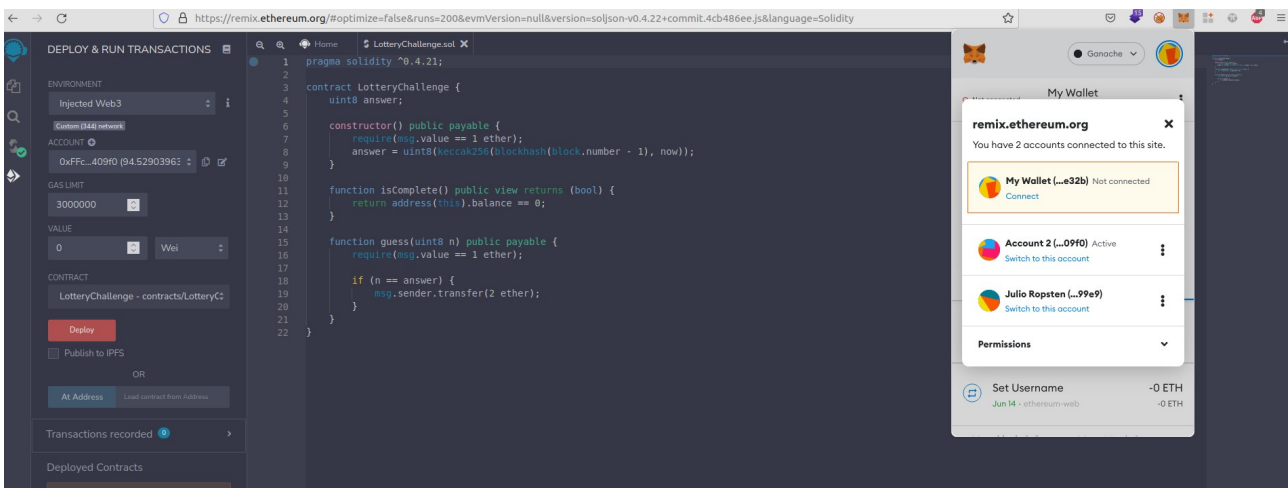 https://remix.ethereum.org/#optimize=false&runs=200&evmVersion=null&version=soljson-v0.4.22+commit.4cb486ee.js&language=Solidity
15
4
DEPLOY & RUN TRANSACTIONS
ENVIRONMENT
Injected Web3
i
Custom (344) network
ACCOUNT
0xFFc...409f0 (94.5290396
GAS LIMIT
3000000
VALUE
0
Wei
CONTRACT
LotteryChallenge - contracts/LotteryC
Deploy
Publish to IPFS
OR
At Address
Load contract from Address
Transactions recorded 0
Deployed Contracts
Home
LotteryChallenge.sol
1 pragma solidity ^0.4.21;
2
3 contract LotteryChallenge {
4 uint8 answer;
5
6 constructor() public payable {
7 require(msg.value == 1 ether);
8 answer = uint8(keccak256(blockhash(block.number - 1), now));
9 }
10
11 function isComplete() public view returns (bool) {
12 return address(this).balance == 0;
13 }
14
15 function guess(uint8 n) public payable {
16 require(msg.value == 1 ether);
17
18 if (n == answer) {
19 msg.sender.transfer(2 ether);
20 }
21 }
22 }
Ganache
My Wallet
remix.ethereum.org
You have 2 accounts connected to this site.
My Wallet (...e32b) Not connected
Connect
Account 2 (...09f0) Active
Switch to this account
Julio Ropsten (...99e9)
Switch to this account
Permissions
Set Username
-0 ETH
Jun 14 - ethereum-web
-0 ETH